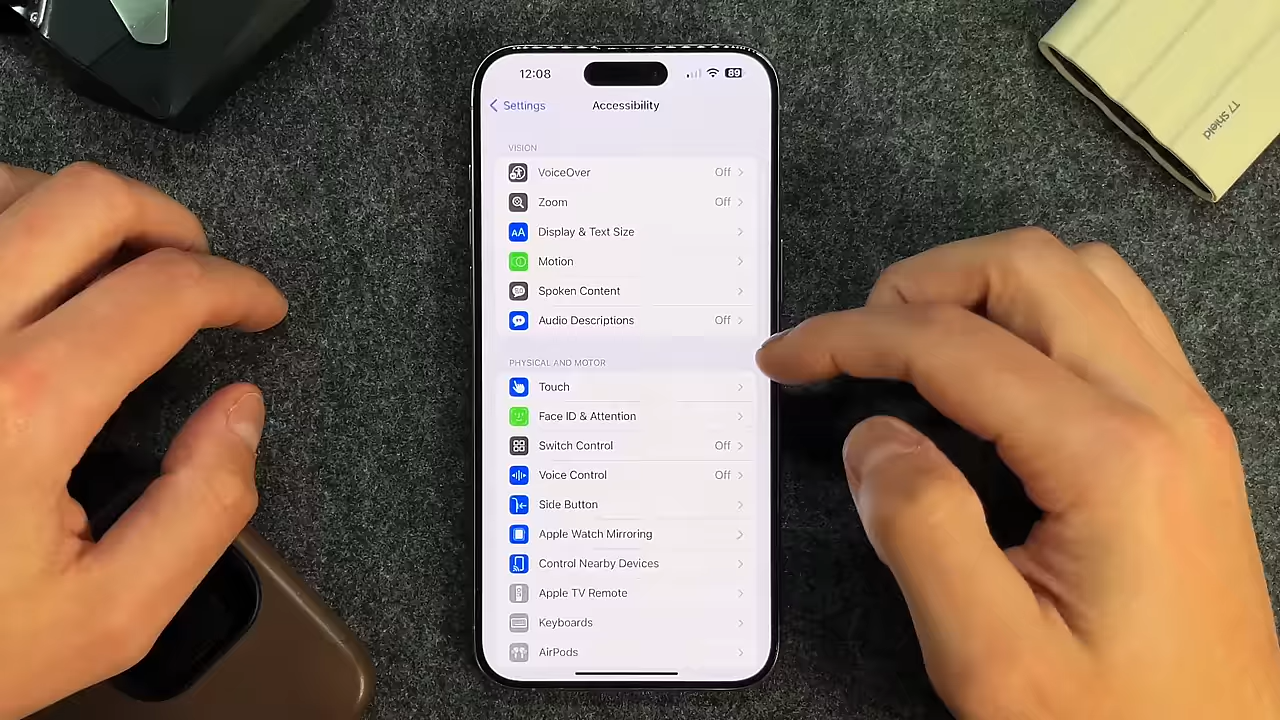 12:08
89
Settings
Accessibility
VISION
VoiceOver Off
Zoom Off
AA Display & Text Size
Motion
Spoken Content
Audio Descriptions Off
PHYSICAL AND MOTOR
Touch
Face ID & Attention
Switch Control Off
Voice Control Off
Side Button
Apple Watch Mirroring
Control Nearby Devices
Apple TV Remote
Keyboards
AirPods
T7 Shield